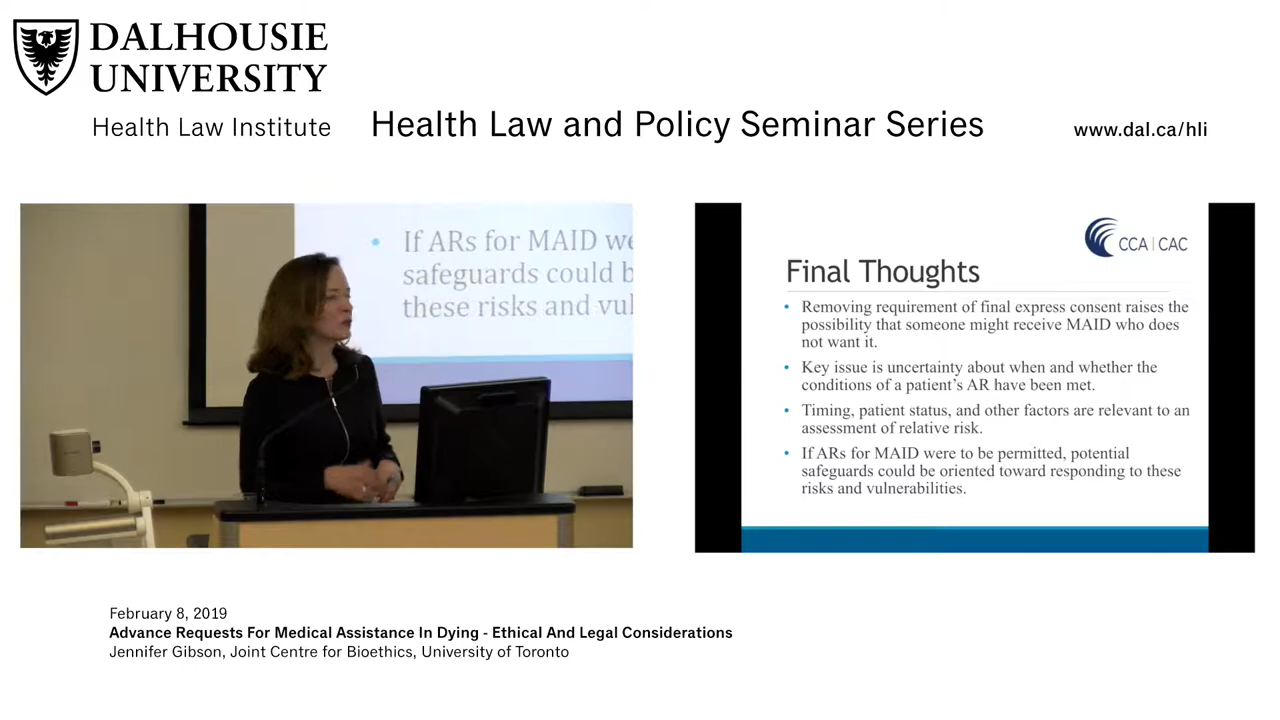 DALHOUSIE
UNIVERSITY
Health Law Institute
Health Law and Policy Seminar Series
www.dal.ca/hli
• If ARs for MAID we
safeguards could b
these risks and vul
CCA | CAC
Final Thoughts
• Removing requirement of final express consent raises the
possibility that someone might receive MAID who does
not want it.
• Key issue is uncertainty about when and whether the
conditions of a patient's AR have been met.
• Timing, patient status, and other factors are relevant to an
assessment of relative risk.
• If ARs for MAID were to be permitted, potential
safeguards could be oriented toward responding to these
risks and vulnerabilities.
February 8, 2019
Advance Requests For Medical Assistance In Dying - Ethical And Legal Considerations
Jennifer Gibson, Joint Centre for Bioethics, University of Toronto